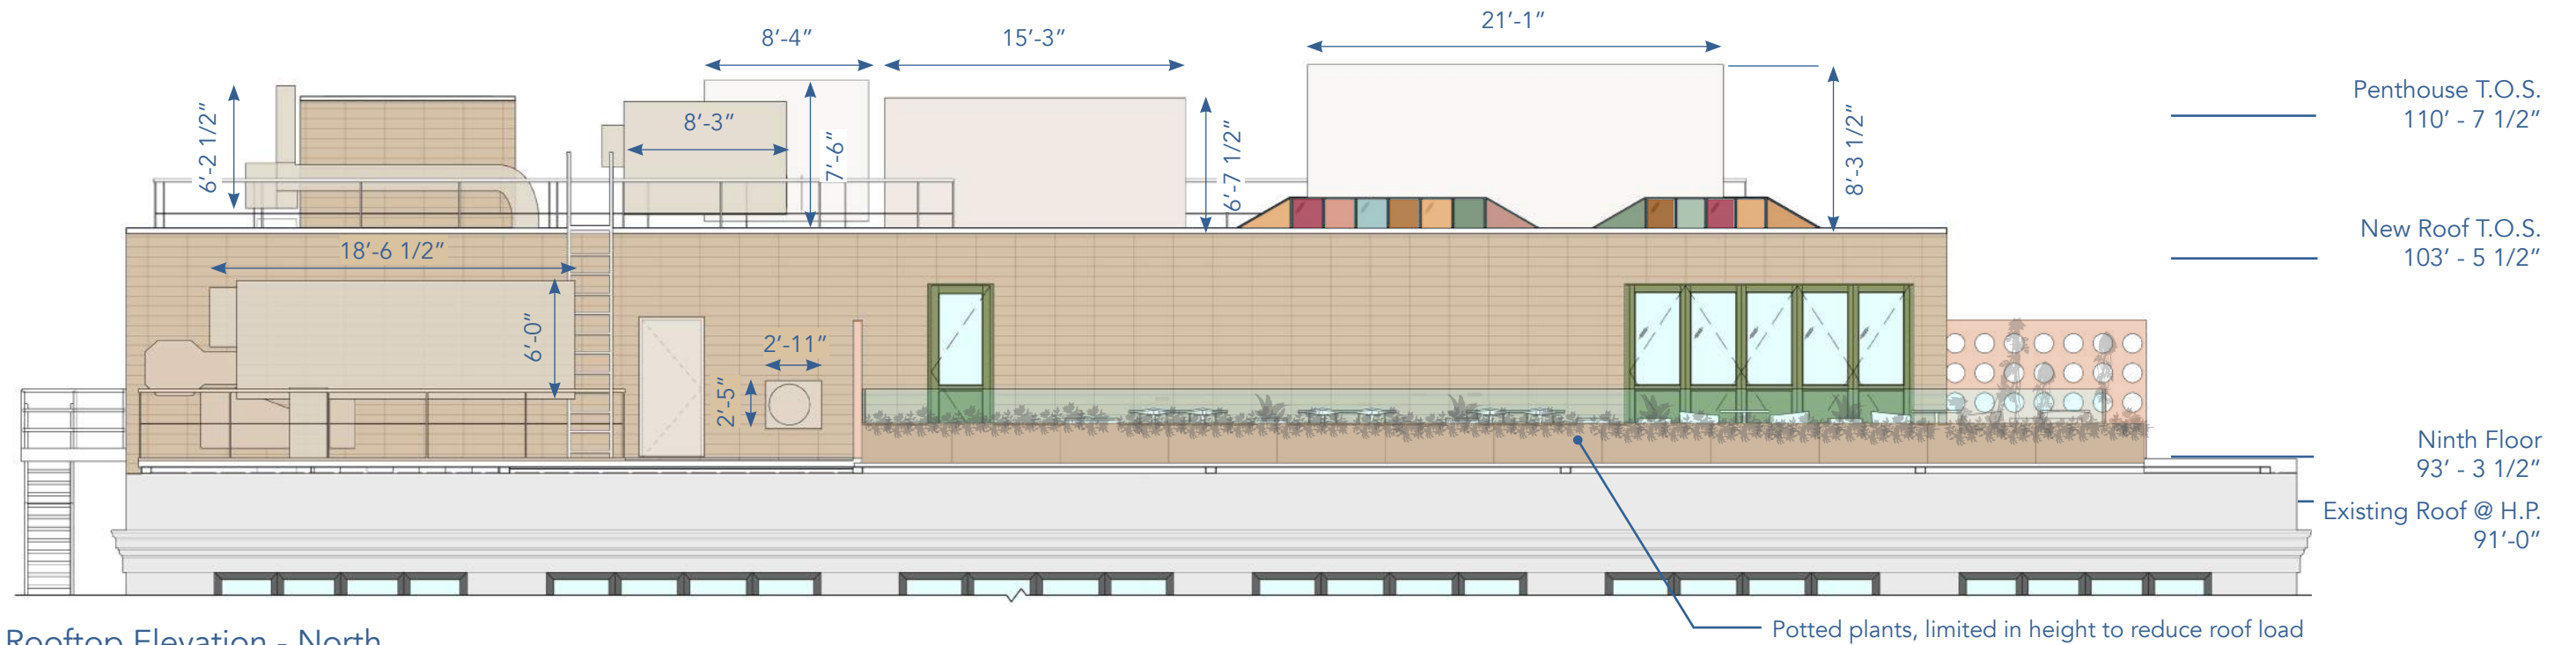 21’-1”
8’-4”
15’-3”
Penthouse T.O.S.
110’ - 7 1/2”
6’-2 1/2”
8’-3”
7’-6”
6’-7 1/2”
8’-3 1/2”
New Roof T.O.S.
103’ - 5 1/2”
18’-6 1/2”
6’-0”
2’-11”
2’-5”
Ninth Floor
93’ - 3 1/2”
Existing Roof @ H.P.
91’-0”
Potted plants, limited in height to reduce roof load
Rooftop Elevation - North